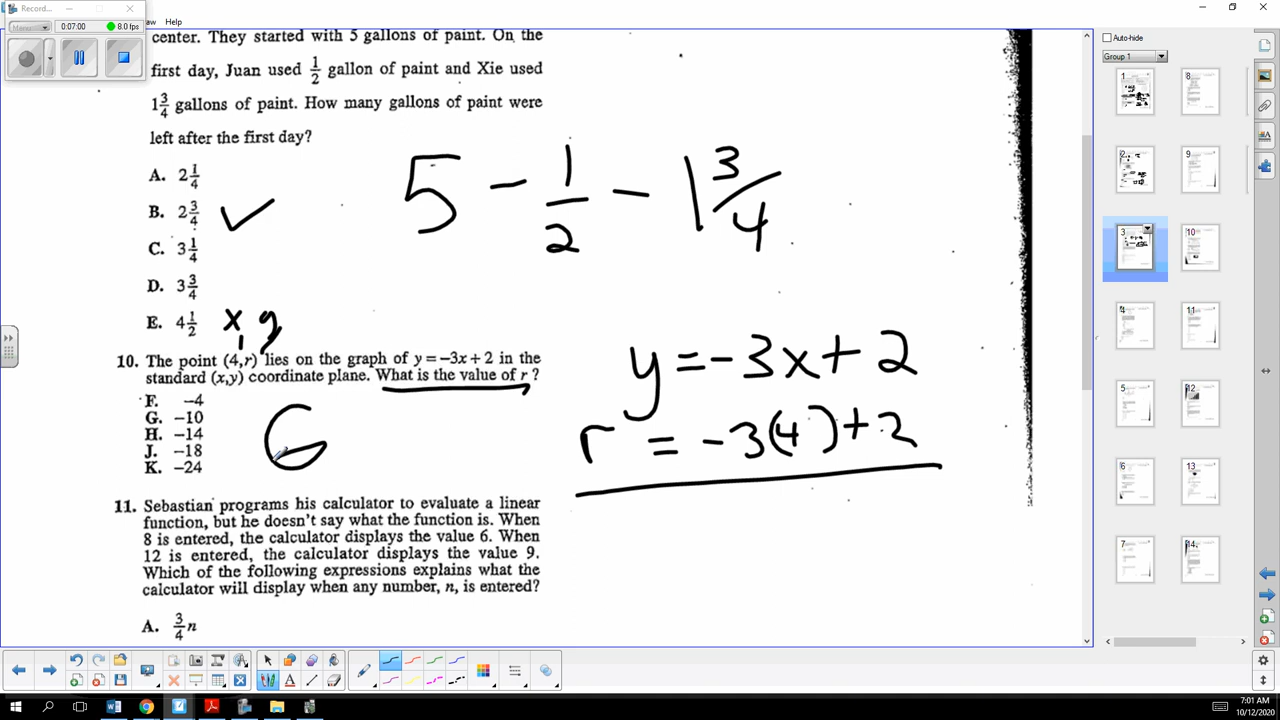 Record...
Menu
0:07:00
8.0 fps
aw Help
center. They started with 5 gallons of paint. On the
first day, Juan used 1/2 gallon of paint and Xie used
1 3/4 gallons of paint. How many gallons of paint were
left after the first day?
A. 2 1/4
B. 2 3/4 ✓
C. 3 1/4
D. 3 3/4
E. 4 1/2
5 - 1/2 - 1 3/4
x, y
10. The point (4,r) lies on the graph of y = -3x + 2 in the
standard (x,y) coordinate plane. What is the value of r ?
F. -4
G. -10
H. -14
J. -18
K. -24
G
y = -3x + 2
r = -3(4) + 2
11. Sebastian programs his calculator to evaluate a linear
function, but he doesn't say what the function is. When
8 is entered, the calculator displays the value 6. When
12 is entered, the calculator displays the value 9.
Which of the following expressions explains what the
calculator will display when any number, n, is entered?
A. 3/4 n
Auto-hide
Group 1
1
8
2
9
3
10
4
11
5
12
6
13
7
14
7:01 AM
10/12/2020